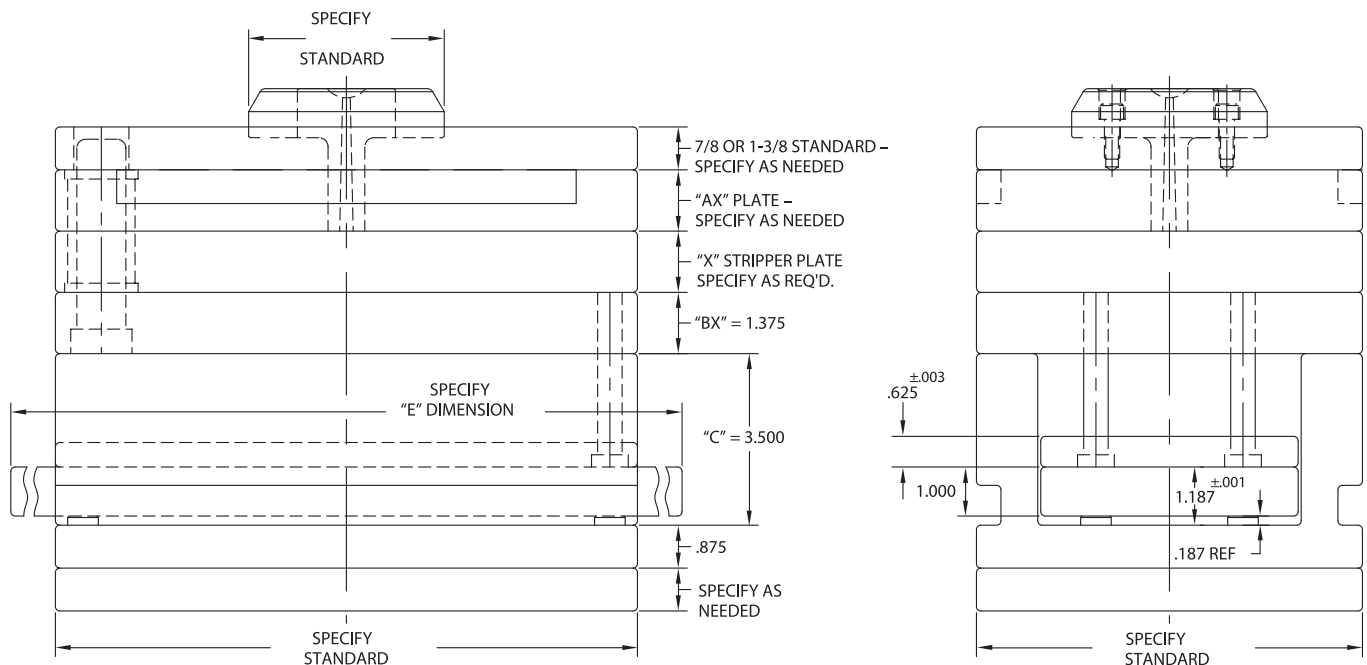 SPECIFY
STANDARD
7/8 OR 1-3/8 STANDARD –
SPECIFY AS NEEDED
“AX” PLATE –
SPECIFY AS NEEDED
“X” STRIPPER PLATE
SPECIFY AS REQ'D.
“BX” = 1.375
SPECIFY
“E” DIMENSION
“C” = 3.500
.875
SPECIFY AS
NEEDED
SPECIFY
STANDARD
±.003
.625
1.000
±.001
1.187
.187 REF
SPECIFY
STANDARD